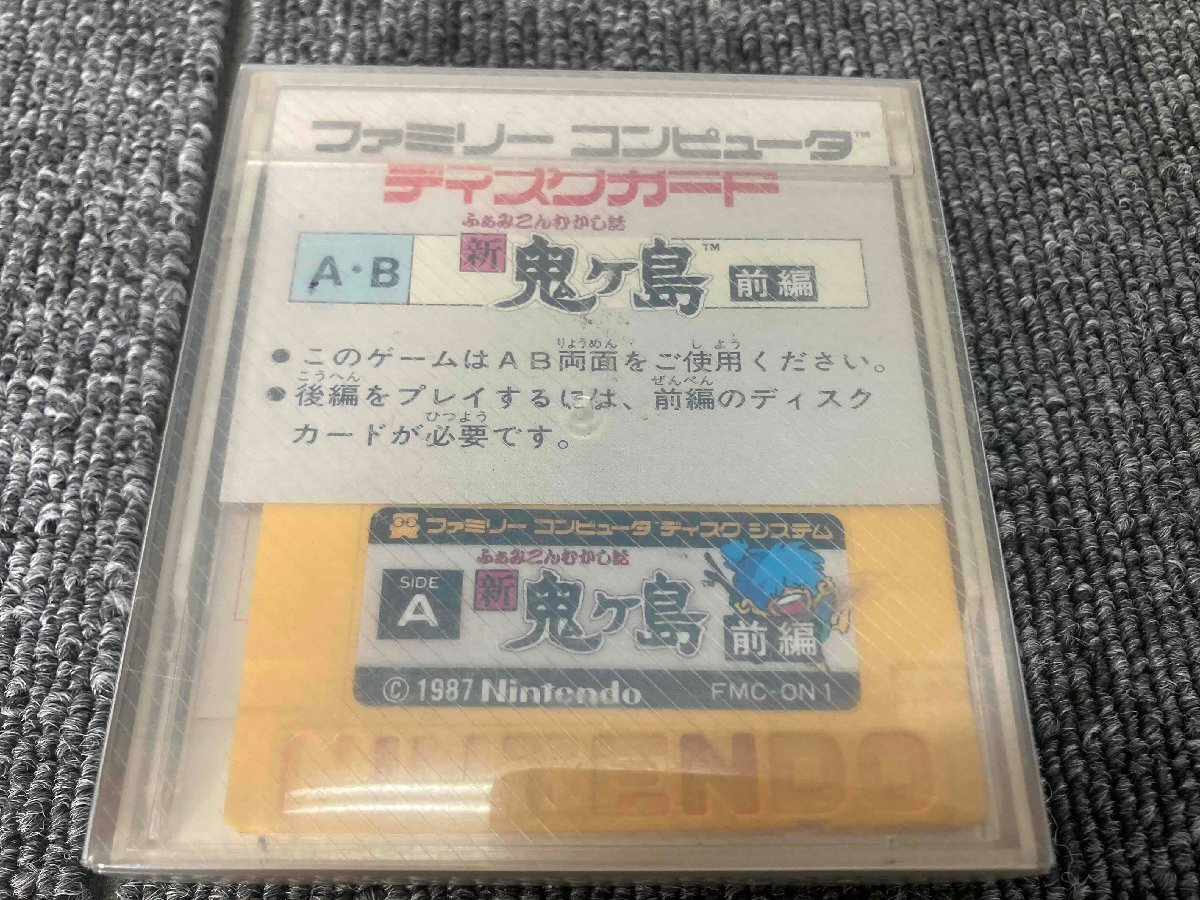 ファミリー コンピュータ™
ディスクカード
ふぁみこんむかし話
A・B 新 鬼ヶ島™ 前編
りょうめん しよう
●このゲームはAB両面をご使用ください。
こうへん ぜんぺん
●後編をプレイするには、前編のディスク
ひつよう
カードが必要です。
ファミリー コンピュータ ディスク システム
ふぁみこんむかし話
SIDE
A 新 鬼ヶ島 前編
© 1987 Nintendo FMC-ON1
NINTENDO